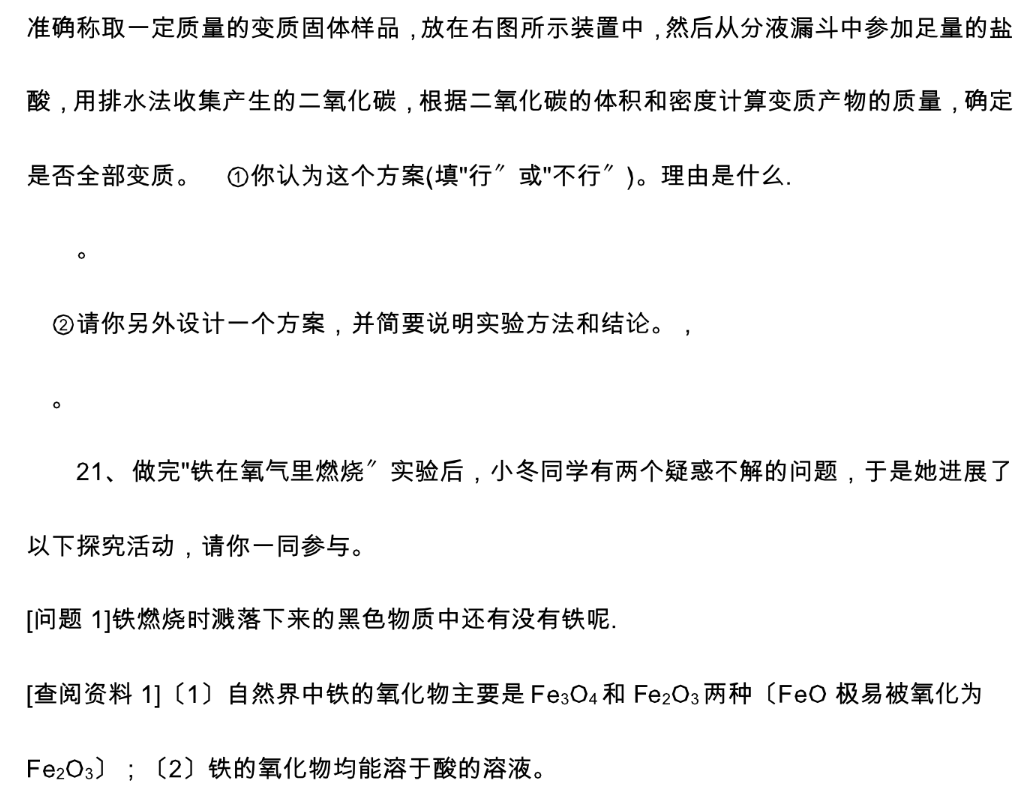 准确称取一定质量的变质固体样品，放在右图所示装置中，然后从分液漏斗中参加足量的盐
酸，用排水法收集产生的二氧化碳，根据二氧化碳的体积和密度计算变质产物的质量，确定
是否全部变质。 ①你认为这个方案(填"行〞或"不行〞)。理由是什么.
。
②请你另外设计一个方案，并简要说明实验方法和结论。，
。
21、 做完"铁在氧气里燃烧〞实验后，小冬同学有两个疑惑不解的问题，于是她进展了
以下探究活动，请你一同参与。
[问题 1]铁燃烧时溅落下来的黑色物质中还有没有铁呢.
[查阅资料 1]〔1〕自然界中铁的氧化物主要是 Fe₃O₄ 和 Fe₂O₃ 两种〔FeO 极易被氧化为
Fe₂O₃〕；〔2〕铁的氧化物均能溶于酸的溶液。